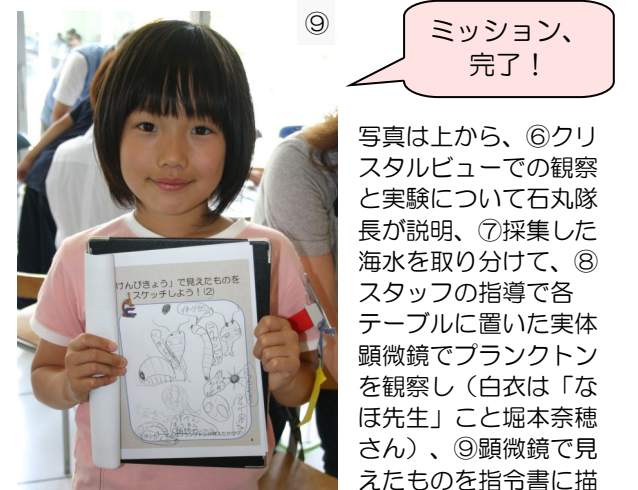 ⑨
ミッション、
完了！
写真は上から、⑥クリ
スタルビューでの観察
と実験について石丸隊
長が説明、⑦採集した
海水を取り分けて、⑧
スタッフの指導で各
テーブルに置いた実体
顕微鏡でプランクトン
を観察し（白衣は「な
ほ先生」こと堀本奈穂
さん）、⑨顕微鏡で見
えたものを指令書に描
けんびきょう」で見えたものを
スケッチしよう！(2)